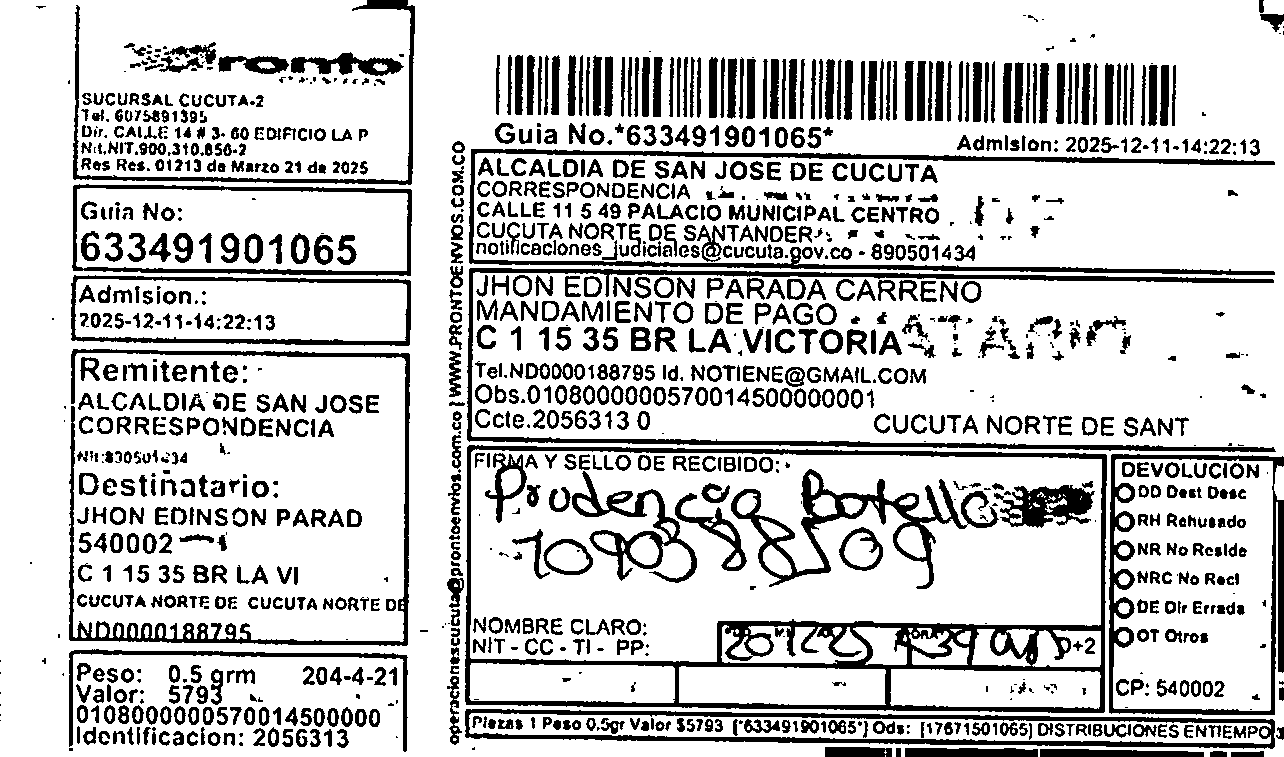 pronto
SUCURSAL CUCUTA-2
Tel. 6075891395
Dir. CALLE 14 # 3- 60 EDIFICIO LA P
Nit.NIT.900.310.856-2
Res Res. 01213 de Marzo 21 de 2025
Guia No:
633491901065
Admision.:
2025-12-11-14:22:13
Remitente:
ALCALDIA DE SAN JOSE
CORRESPONDENCIA
Destinatario:
JHON EDINSON PARAD
540002
C 1 15 35 BR LA VI
CUCUTA NORTE DE CUCUTA NORTE DE
ND0000188795
Peso: 0.5 grm 204-4-21
Valor: 5793
010800000057001450000
Identificacion: 2056313
operacionescucuta@prontoenvios.com.co | WWW.PRONTOENVIOS.COM.CO
Guia No.*633491901065*
Admision: 2025-12-11-14:22:13
ALCALDIA DE SAN JOSE DE CUCUTA
CORRESPONDENCIA
CALLE 11 5 49 PALACIO MUNICIPAL CENTRO
CUCUTA NORTE DE SANTANDER
notificaciones_judiciales@cucuta.gov.co - 890501434
JHON EDINSON PARADA CARRENO
MANDAMIENTO DE PAGO
C 1 15 35 BR LA VICTORIA
Tel.ND0000188795 Id. NOTIENE@GMAIL.COM
Obs.010800000057001450000001
Ccte.2056313 0 CUCUTA NORTE DE SANT
FIRMA Y SELLO DE RECIBIDO:
Prudencia Botello
NOMBRE CLARO:
NIT - CC - TI - PP:
201225
D+2
DEVOLUCIÓN
DD Dest Desc
RH Rehusado
NR No Reside
NRC No Recl
DE Dir Errada
OT Otros
CP: 540002
Piezas 1 Peso 0.5gr Valor $5793 [*633491901065*] Ods: [17671501065] DISTRIBUCIONES ENTIEMPO